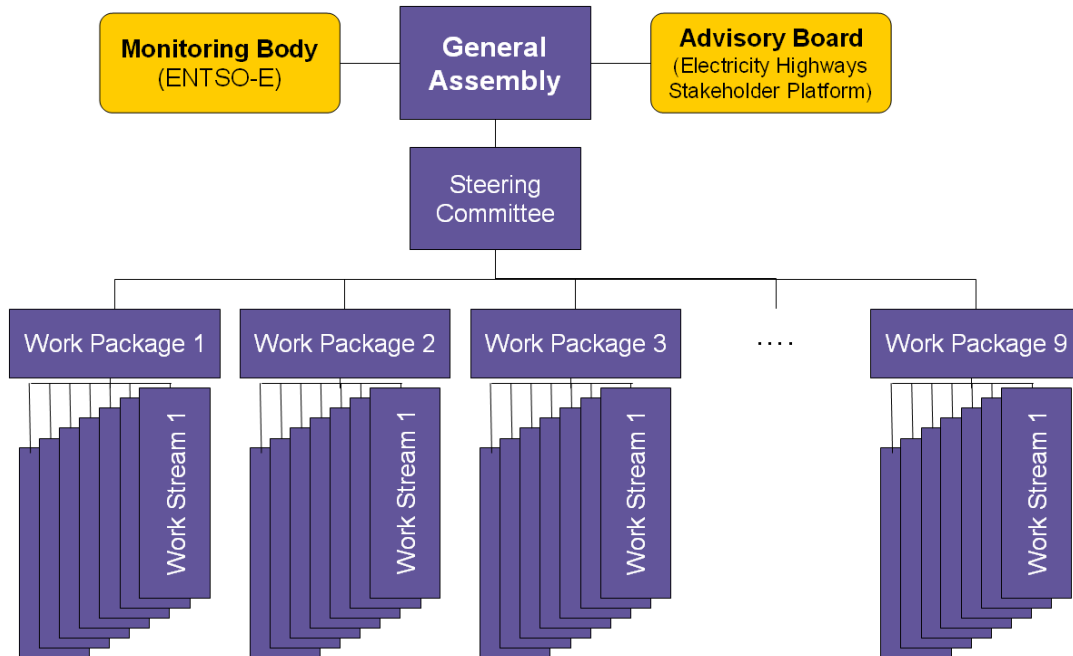 Monitoring Body
(ENTSO-E)
General
Assembly
Advisory Board
(Electricity Highways
Stakeholder Platform)
Steering
Committee
Work Package 1
Work Package 2
Work Package 3
....
Work Package 9
Work Stream 1
Work Stream 1
Work Stream 1
Work Stream 1